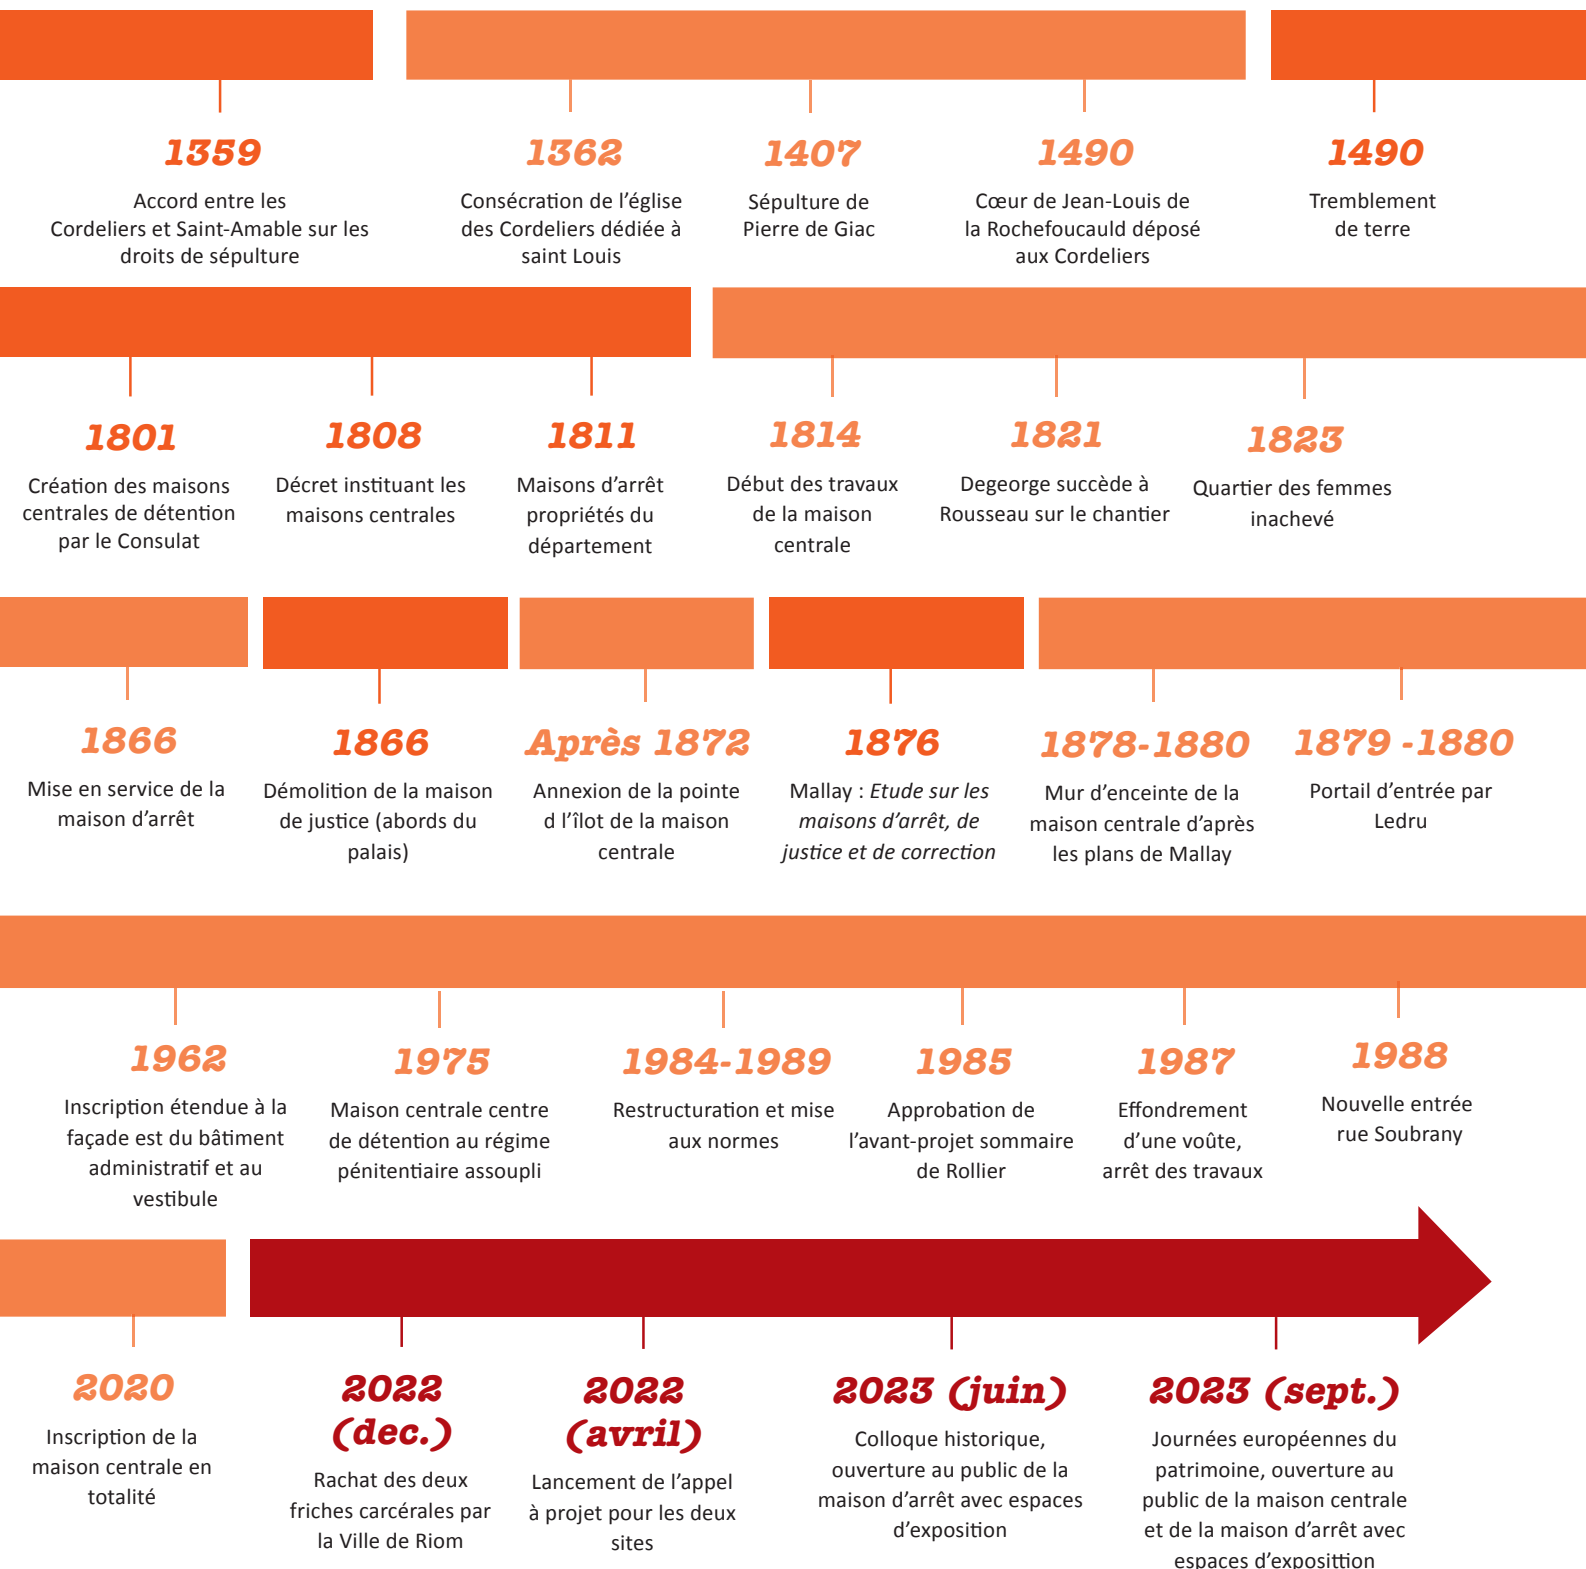 1359
Accord entre les
Cordeliers et Saint-Amable sur les
droits de sépulture
1362
Consécration de l'église
des Cordeliers dédiée à
saint Louis
1407
Sépulture de
Pierre de Giac
1490
Cœur de Jean-Louis de
la Rochefoucauld déposé
aux Cordeliers
1490
Tremblement
de terre
1801
Création des maisons
centrales de détention
par le Consulat
1808
Décret instituant les
maisons centrales
1811
Maisons d'arrêt
propriétés du
département
1814
Début des travaux
de la maison
centrale
1821
Degeorge succède à
Rousseau sur le chantier
1823
Quartier des femmes
inachevé
1866
Mise en service de la
maison d'arrêt
1866
Démolition de la maison
de justice (abords du
palais)
Après 1872
Annexion de la pointe
d l'îlot de la maison
centrale
1876
Mallay : Etude sur les
maisons d'arrêt, de
justice et de correction
1878-1880
Mur d'enceinte de la
maison centrale d'après
les plans de Mallay
1879 -1880
Portail d'entrée par
Ledru
1962
Inscription étendue à la
façade est du bâtiment
administratif et au
vestibule
1975
Maison centrale centre
de détention au régime
pénitentiaire assoupli
1984-1989
Restructuration et mise
aux normes
1985
Approbation de
l'avant-projet sommaire
de Rollier
1987
Effondrement
d'une voûte,
arrêt des travaux
1988
Nouvelle entrée
rue Soubrany
2020
Inscription de la
maison centrale en
totalité
2022
(dec.)
Rachat des deux
friches carcérales par
la Ville de Riom
2022
(avril)
Lancement de l'appel
à projet pour les deux
sites
2023 (juin)
Colloque historique,
ouverture au public de la
maison d'arrêt avec espaces
d'exposition
2023 (sept.)
Journées européennes du
patrimoine, ouverture au
public de la maison centrale
et de la maison d'arrêt avec
espaces d'exposittion